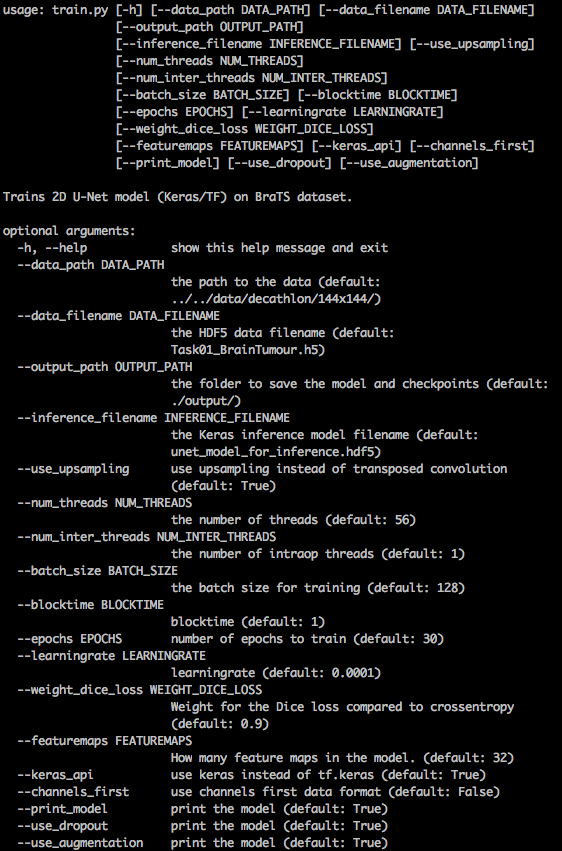 usage: train.py [-h] [--data_path DATA_PATH] [--data_filename DATA_FILENAME]
[--output_path OUTPUT_PATH]
[--inference_filename INFERENCE_FILENAME] [--use_upsampling]
[--num_threads NUM_THREADS]
[--num_inter_threads NUM_INTER_THREADS]
[--batch_size BATCH_SIZE] [--blocktime BLOCKTIME]
[--epochs EPOCHS] [--learningrate LEARNINGRATE]
[--weight_dice_loss WEIGHT_DICE_LOSS]
[--featuremaps FEATUREMAPS] [--keras_api] [--channels_first]
[--print_model] [--use_dropout] [--use_augmentation]
Trains 2D U-Net model (Keras/TF) on BraTS dataset.
optional arguments:
-h, --help show this help message and exit
--data_path DATA_PATH
the path to the data (default:
../../data/decathlon/144x144/)
--data_filename DATA_FILENAME
the HDF5 data filename (default:
Task01_BrainTumour.h5)
--output_path OUTPUT_PATH
the folder to save the model and checkpoints (default:
./output/)
--inference_filename INFERENCE_FILENAME
the Keras inference model filename (default:
unet_model_for_inference.hdf5)
--use_upsampling use upsampling instead of transposed convolution
(default: True)
--num_threads NUM_THREADS
the number of threads (default: 56)
--num_inter_threads NUM_INTER_THREADS
the number of intraop threads (default: 1)
--batch_size BATCH_SIZE
the batch size for training (default: 128)
--blocktime BLOCKTIME
blocktime (default: 1)
--epochs EPOCHS number of epochs to train (default: 30)
--learningrate LEARNINGRATE
learningrate (default: 0.0001)
--weight_dice_loss WEIGHT_DICE_LOSS
Weight for the Dice loss compared to crossentropy
(default: 0.9)
--featuremaps FEATUREMAPS
How many feature maps in the model. (default: 32)
--keras_api use keras instead of tf.keras (default: True)
--channels_first use channels first data format (default: False)
--print_model print the model (default: True)
--use_dropout print the model (default: True)
--use_augmentation print the model (default: True)